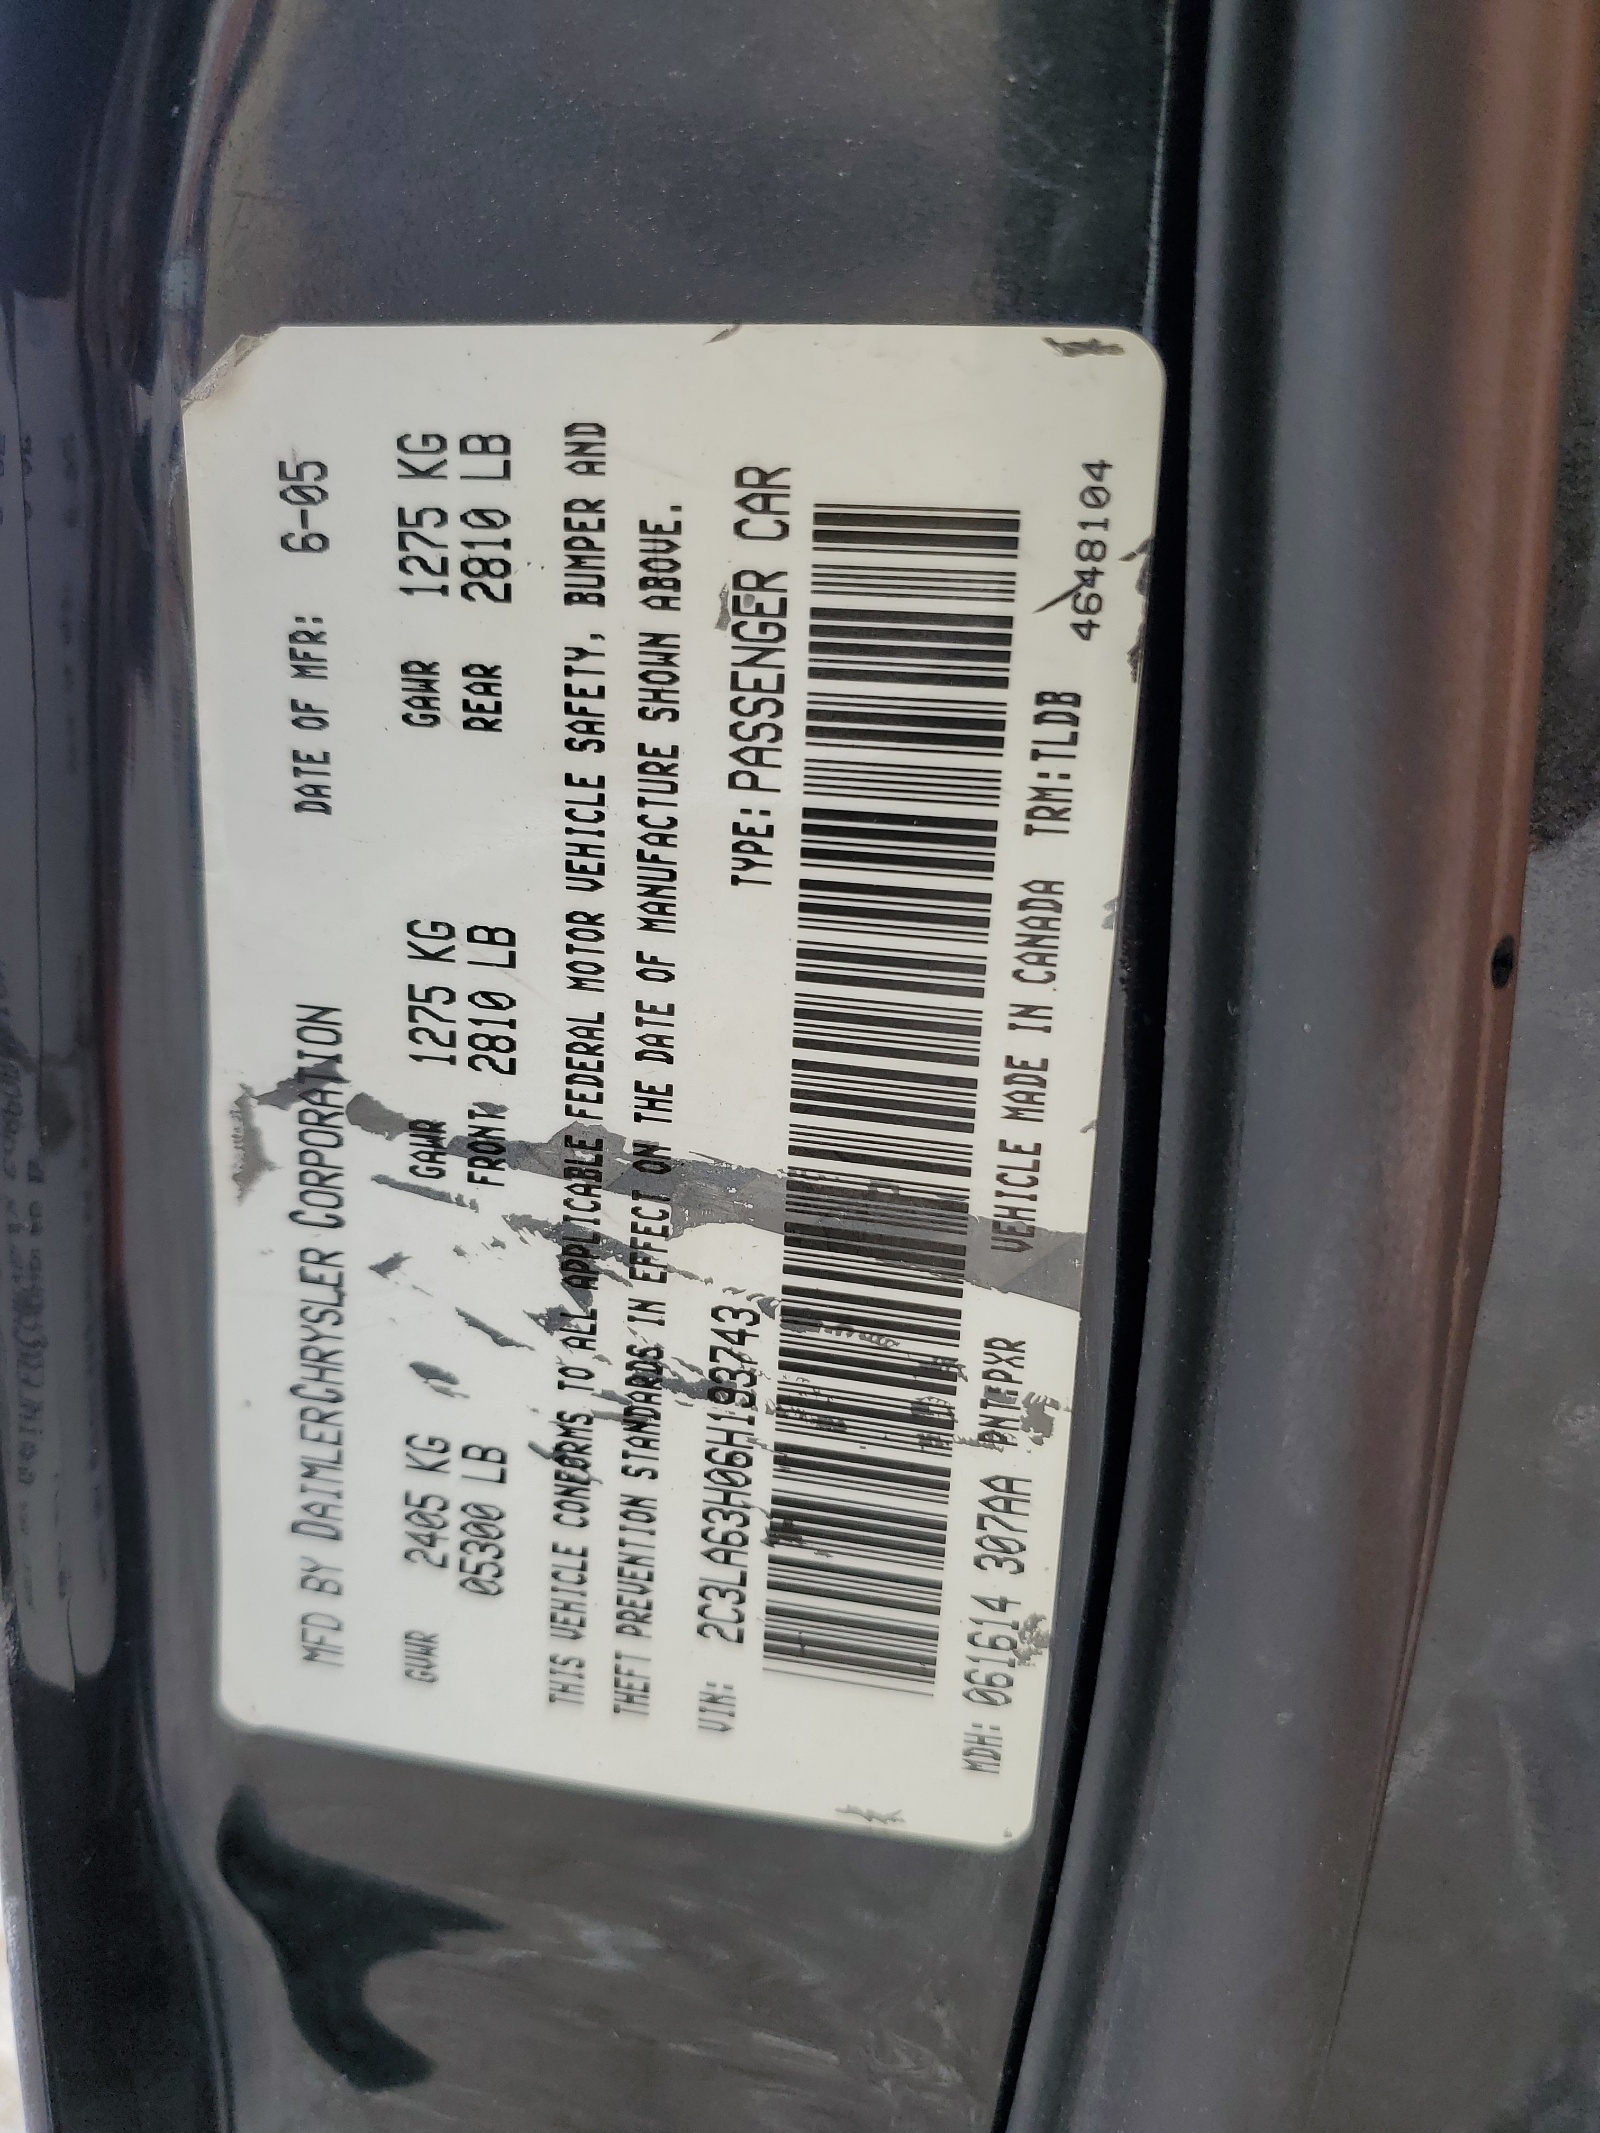 MFD BY DAIMLERCHRYSLER CORPORATION DATE OF MFR: 6-05
GVWR 2405 KG GAWR 1275 KG GAWR 1275 KG
05300 LB FRONT 2810 LB REAR 2810 LB
THIS VEHICLE CONFORMS TO ALL APPLICABLE FEDERAL MOTOR VEHICLE SAFETY, BUMPER AND
THEFT PREVENTION STANDARDS IN EFFECT ON THE DATE OF MANUFACTURE SHOWN ABOVE.
VIN: 2C3LA63H06H193743 TYPE: PASSENGER CAR
MDH: 061614 307AA PNT:PXR VEHICLE MADE IN CANADA TRM:TLDB 4648104